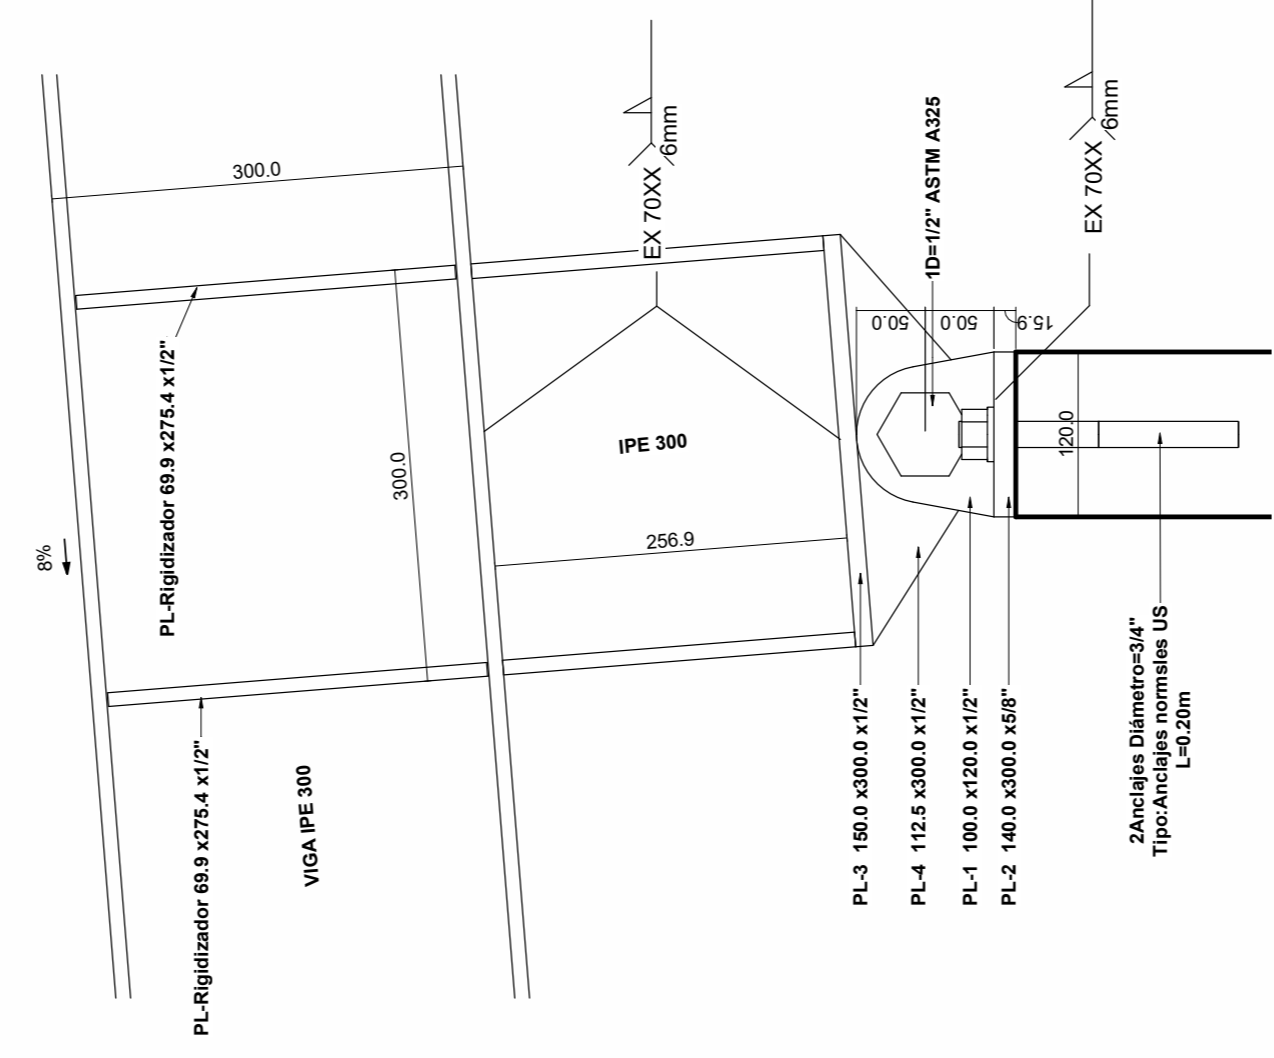 300.0
EX 70XX
6mm
1D=1/2" ASTM A325
EX 70XX
6mm
PL-Rigidizador 69.9 x275.4 x1/2"
300.0
50.0
50.0
15.9
IPE 300
120.0
256.9
8%
PL-Rigidizador 69.9 x275.4 x1/2"
VIGA IPE 300
PL-3 150.0 x300.0 x1/2"
PL-4 112.5 x300.0 x1/2"
PL-1 100.0 x120.0 x1/2"
PL-2 140.0 x300.0 x5/8"
2Anclajes Diámetro=3/4"
Tipo:Anclajes normsles US
L=0.20m